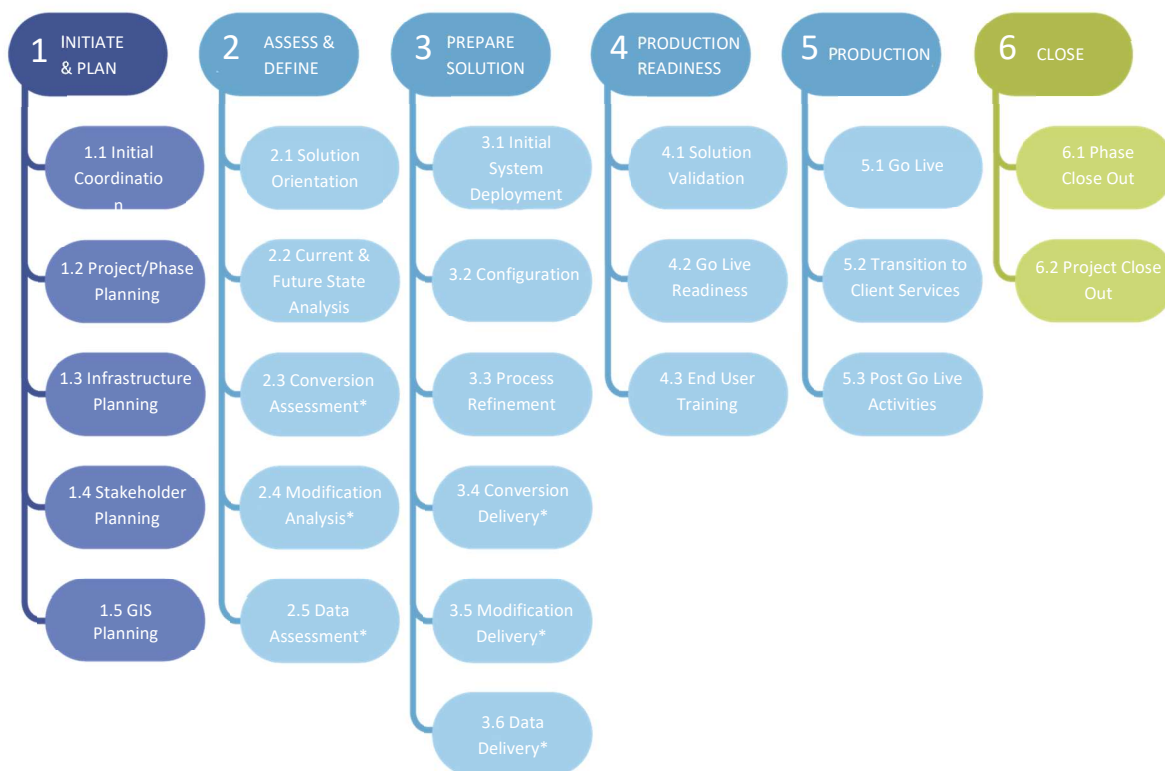 1 INITIATE
& PLAN
1.1 Initial
Coordinatio
n
1.2 Project/Phase
Planning
1.3 Infrastructure
Planning
1.4 Stakeholder
Planning
1.5 GIS
Planning
2 ASSESS &
DEFINE
2.1 Solution
Orientation
2.2 Current &
Future State
Analysis
2.3 Conversion
Assessment*
2.4 Modification
Analysis*
2.5 Data
Assessment*
3 PREPARE
SOLUTION
3.1 Initial
System
Deployment
3.2 Configuration
3.3 Process
Refinement
3.4 Conversion
Delivery*
3.5 Modification
Delivery*
3.6 Data
Delivery*
4 PRODUCTION
READINESS
4.1 Solution
Validation
4.2 Go Live
Readiness
4.3 End User
Training
5 PRODUCTION
5.1 Go Live
5.2 Transition to
Client Services
5.3 Post Go Live
Activities
6 CLOSE
6.1 Phase
Close Out
6.2 Project Close
Out